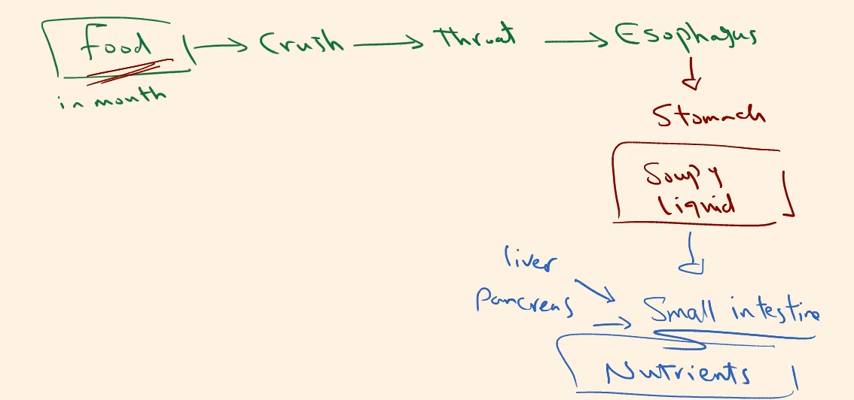 Food → Crush → Throat → Esophagus
in mouth
Stomach
Soupy
liquid
liver
Pancreas → Small intestine
Nutrients